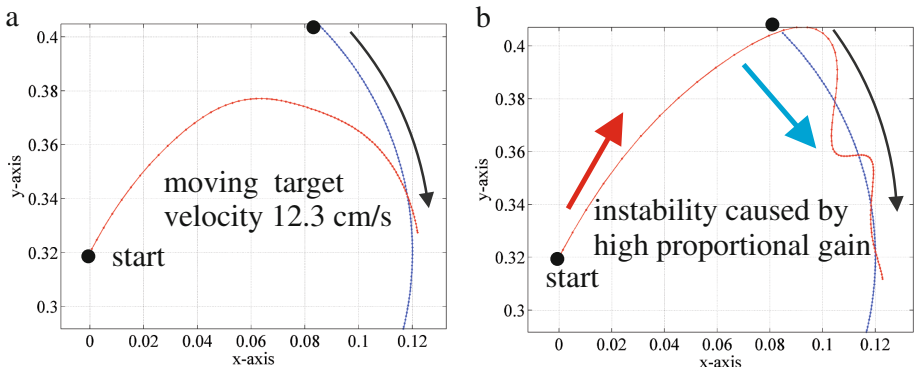 a
y-axis
0.4
0.38
0.36
0.34
0.32
0.3
moving target
velocity 12.3 cm/s
start
0 0.02 0.04 0.06 0.08 0.1 0.12
x-axis
b
y-axis
0.4
0.38
0.36
0.34
0.32
0.3
instability caused by
high proportional gain
start
0 0.02 0.04 0.06 0.08 0.1 0.12
x-axis